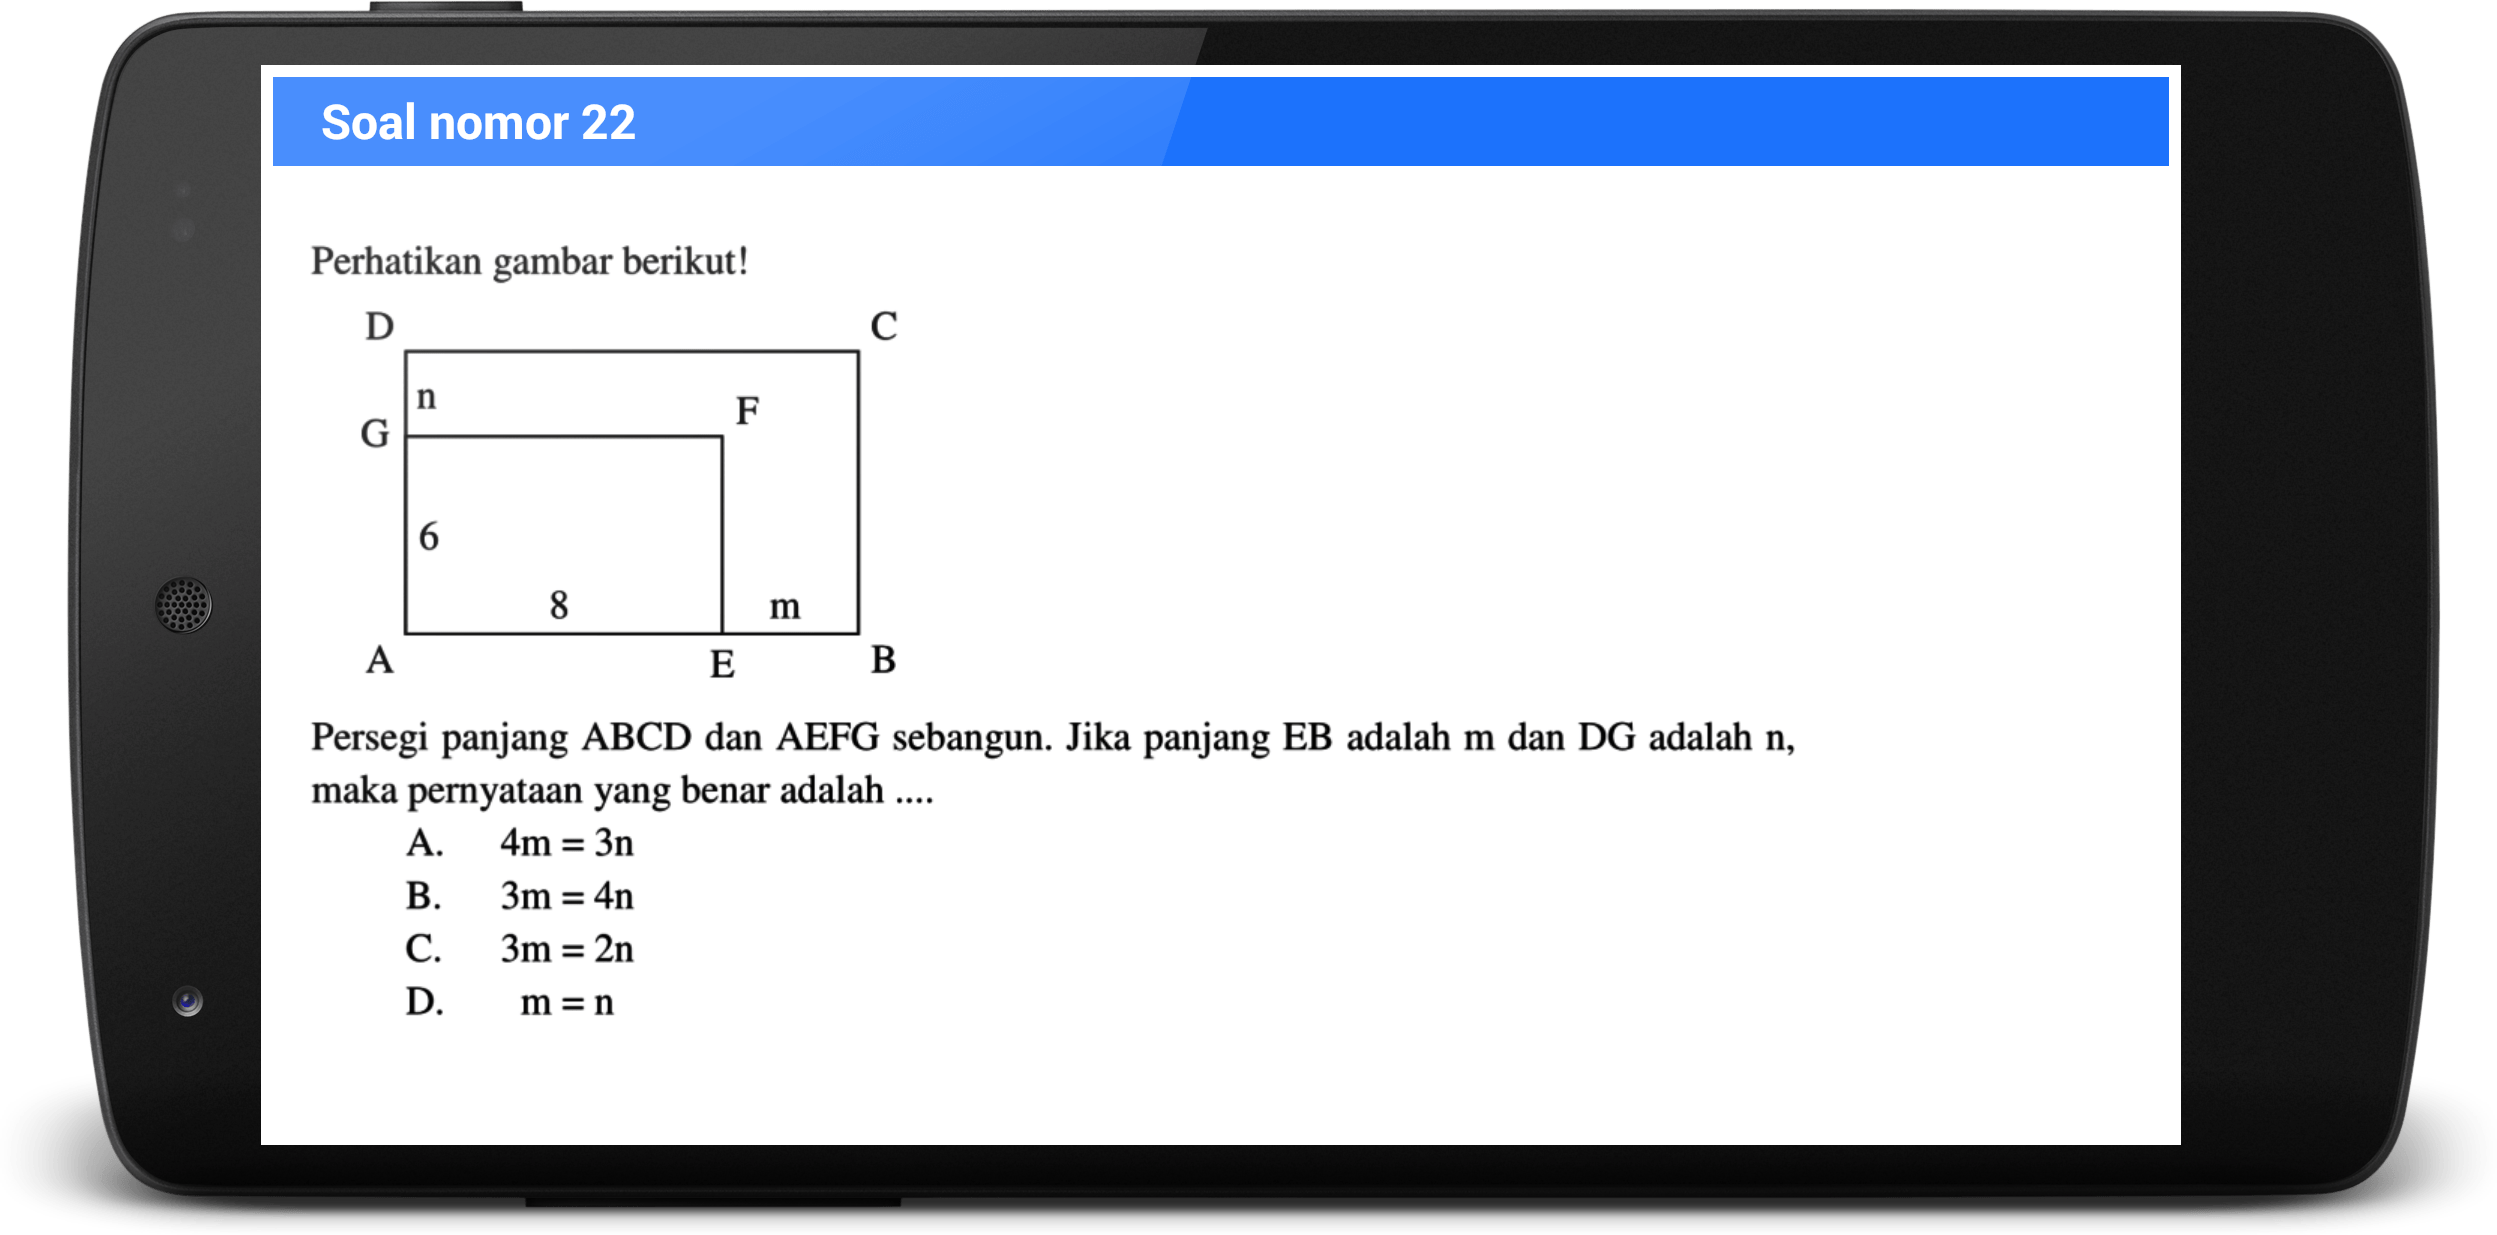 Soal nomor 22
Perhatikan gambar berikut!
D C
n
F
G
6
8 m
A E B
Persegi panjang ABCD dan AEFG sebangun. Jika panjang EB adalah m dan DG adalah n,
maka pernyataan yang benar adalah ....
A. 4m = 3n
B. 3m = 4n
C. 3m = 2n
D. m = n